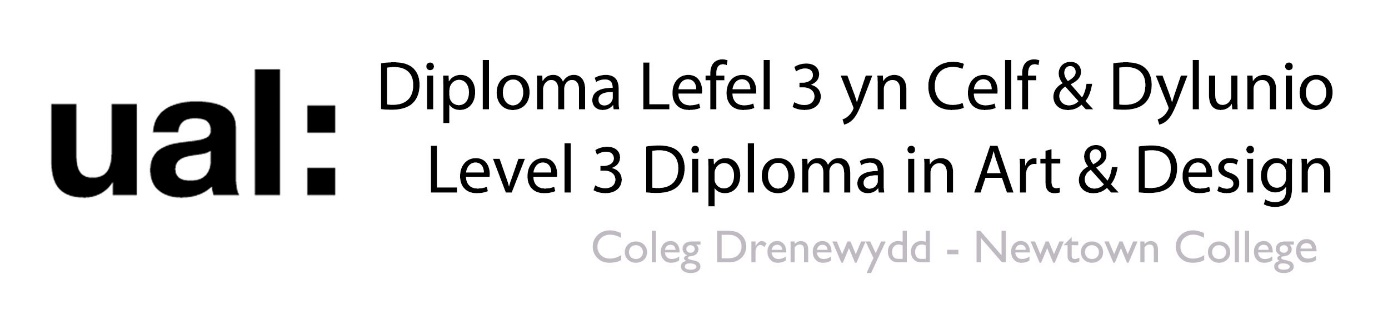 ual:
Diploma Lefel 3 yn Celf & Dylunio
Level 3 Diploma in Art & Design
Coleg Drenewydd - Newtown College